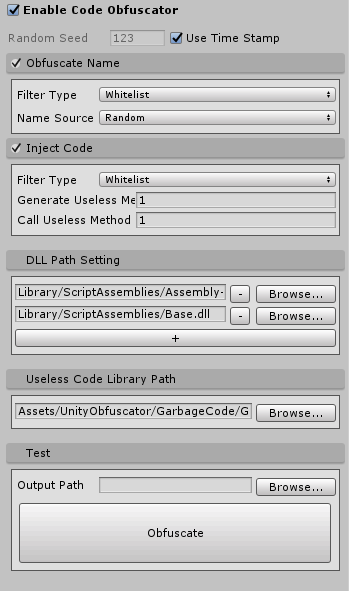 Enable Code Obfuscator
Random Seed 123 Use Time Stamp
Obfuscate Name
Filter Type Whitelist
Name Source Random
Inject Code
Filter Type Whitelist
Generate Useless Me 1
Call Useless Method 1
DLL Path Setting
Library/ScriptAssemblies/Assembly- - Browse...
Library/ScriptAssemblies/Base.dll - Browse...
+
Useless Code Library Path
Assets/UnityObfuscator/GarbageCode/G Browse...
Test
Output Path Browse...
Obfuscate